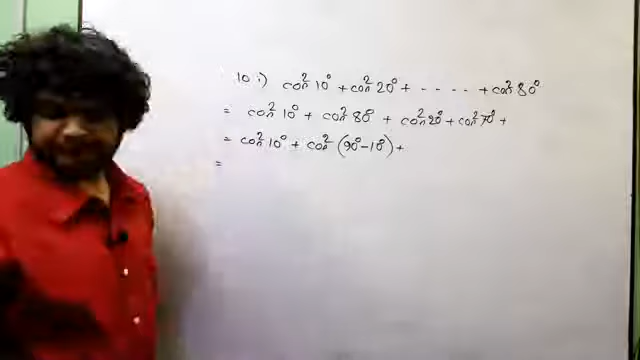 10 i) cos² 10° + cos² 20° + - - - - - + cos² 80°
= cos² 10° + cos² 80° + cos² 20° + cos² 70° +
= cos² 10° + cos² (90° - 10°) +
=